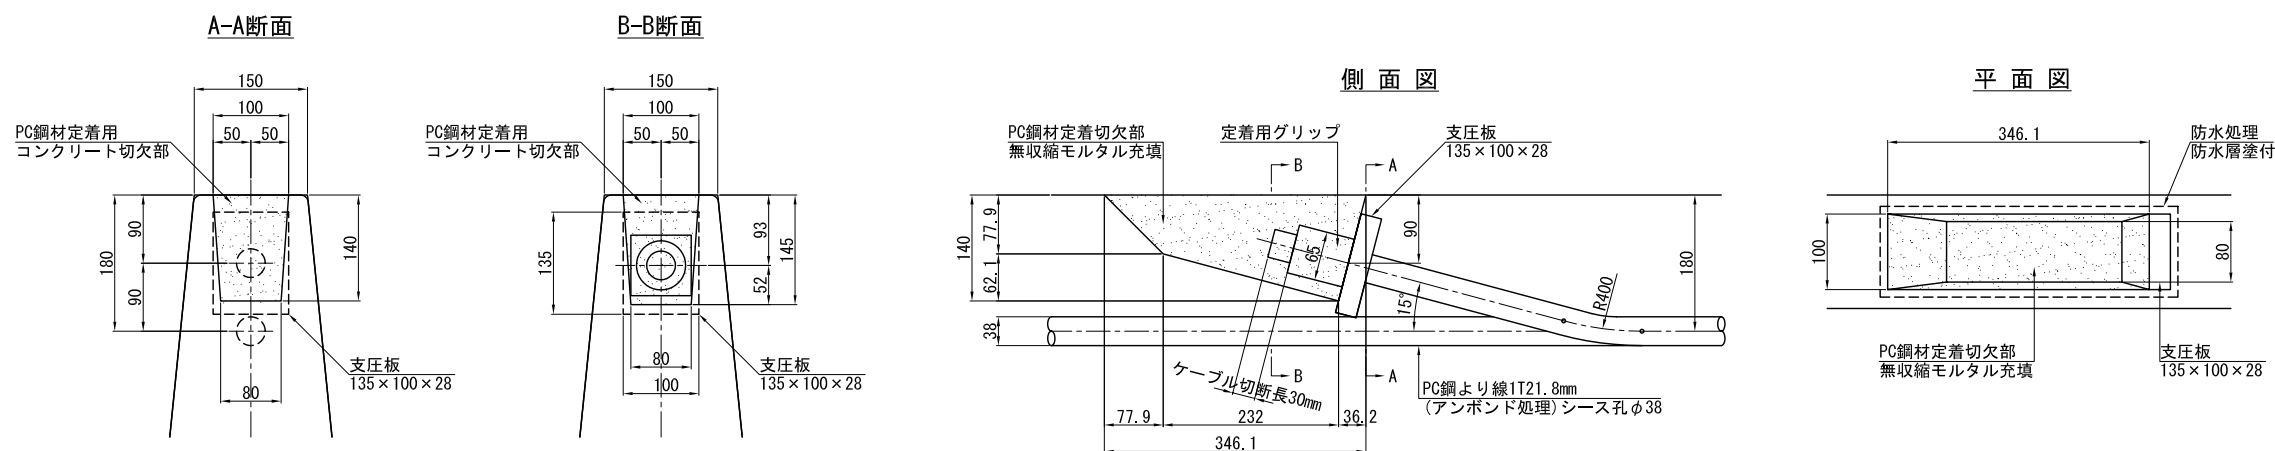 A-A断面
150
100
50
50
PC鋼材定着用
コンクリート切欠部
180
90
90
140
80
支圧板
135×100×28
B-B断面
150
100
50
50
PC鋼材定着用
コンクリート切欠部
135
93
52
145
80
100
支圧板
135×100×28
側面図
PC鋼材定着切欠部
無収縮モルタル充填
定着用グリップ
支圧板
135×100×28
B
A
140
77.9
62.1
38
65
90
180
15°
R400
ケーブル切断長30mm
B
A
PC鋼より線1T21.8mm
(アンボンド処理)シース孔φ38
77.9
232
36.2
346.1
平面図
346.1
防水処理
防水層塗付
100
80
PC鋼材定着切欠部
無収縮モルタル充填
支圧板
135×100×28